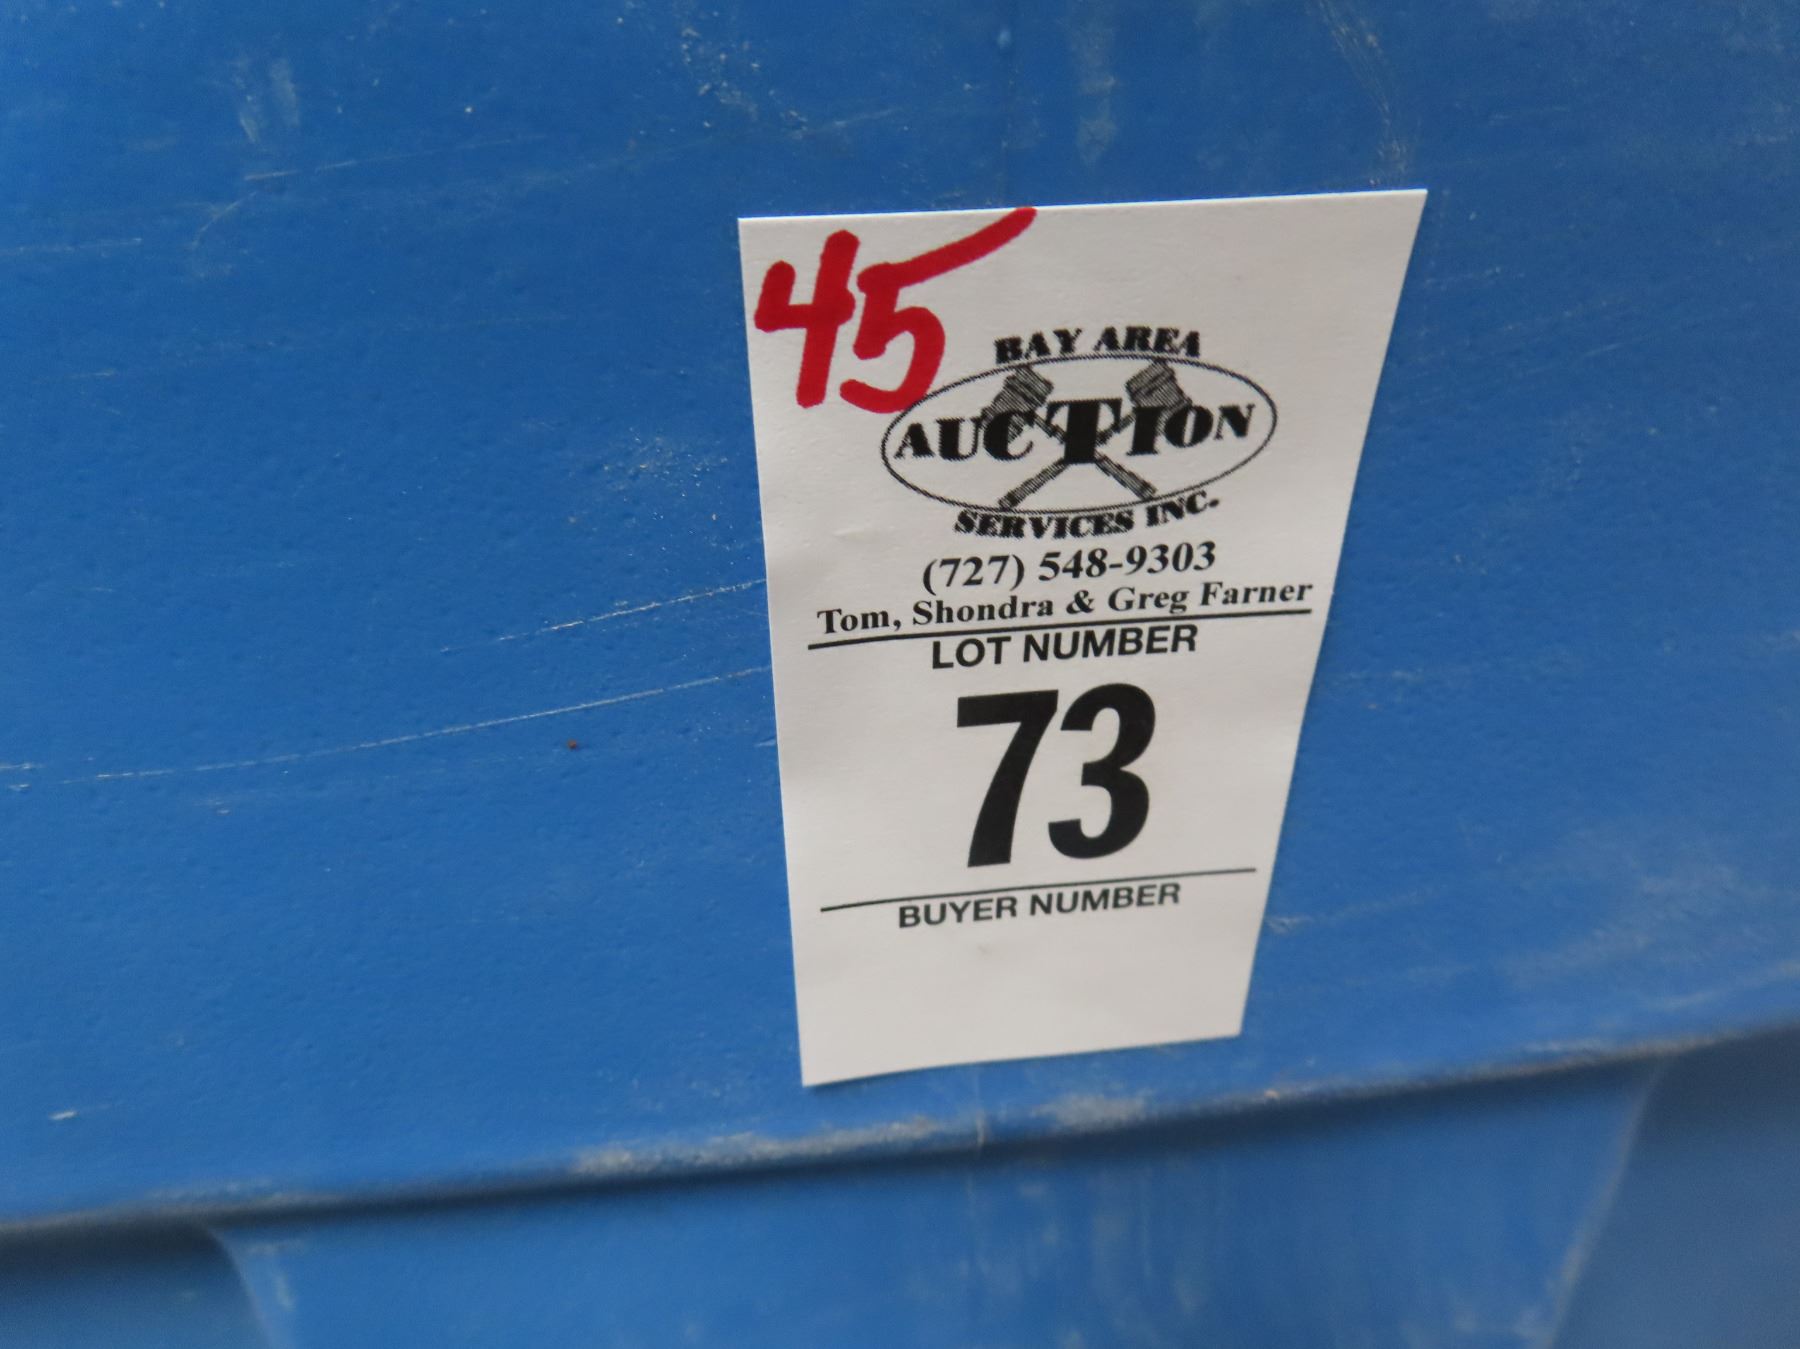 45
BAY AREA
AUCTION
SERVICES INC.
(727) 548-9303
Tom, Shondra & Greg Farner
LOT NUMBER
73
BUYER NUMBER